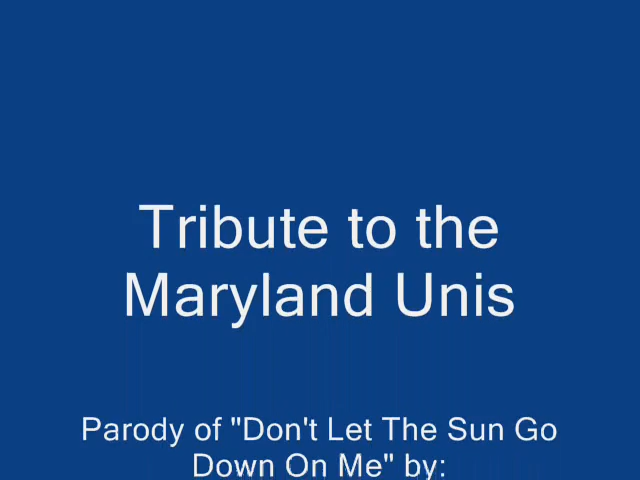 Tribute to the
Maryland Unis
Parody of "Don't Let The Sun Go
Down On Me" by: